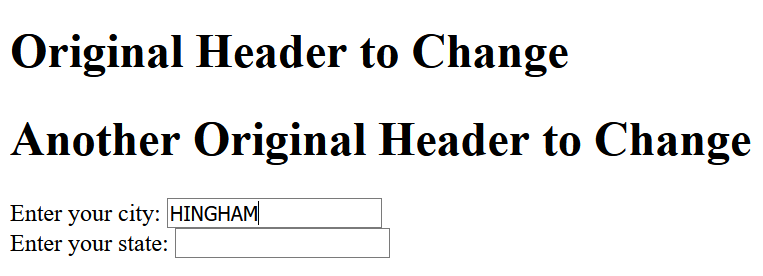 Original Header to Change
Another Original Header to Change
Enter your city: HINGHAM
Enter your state: